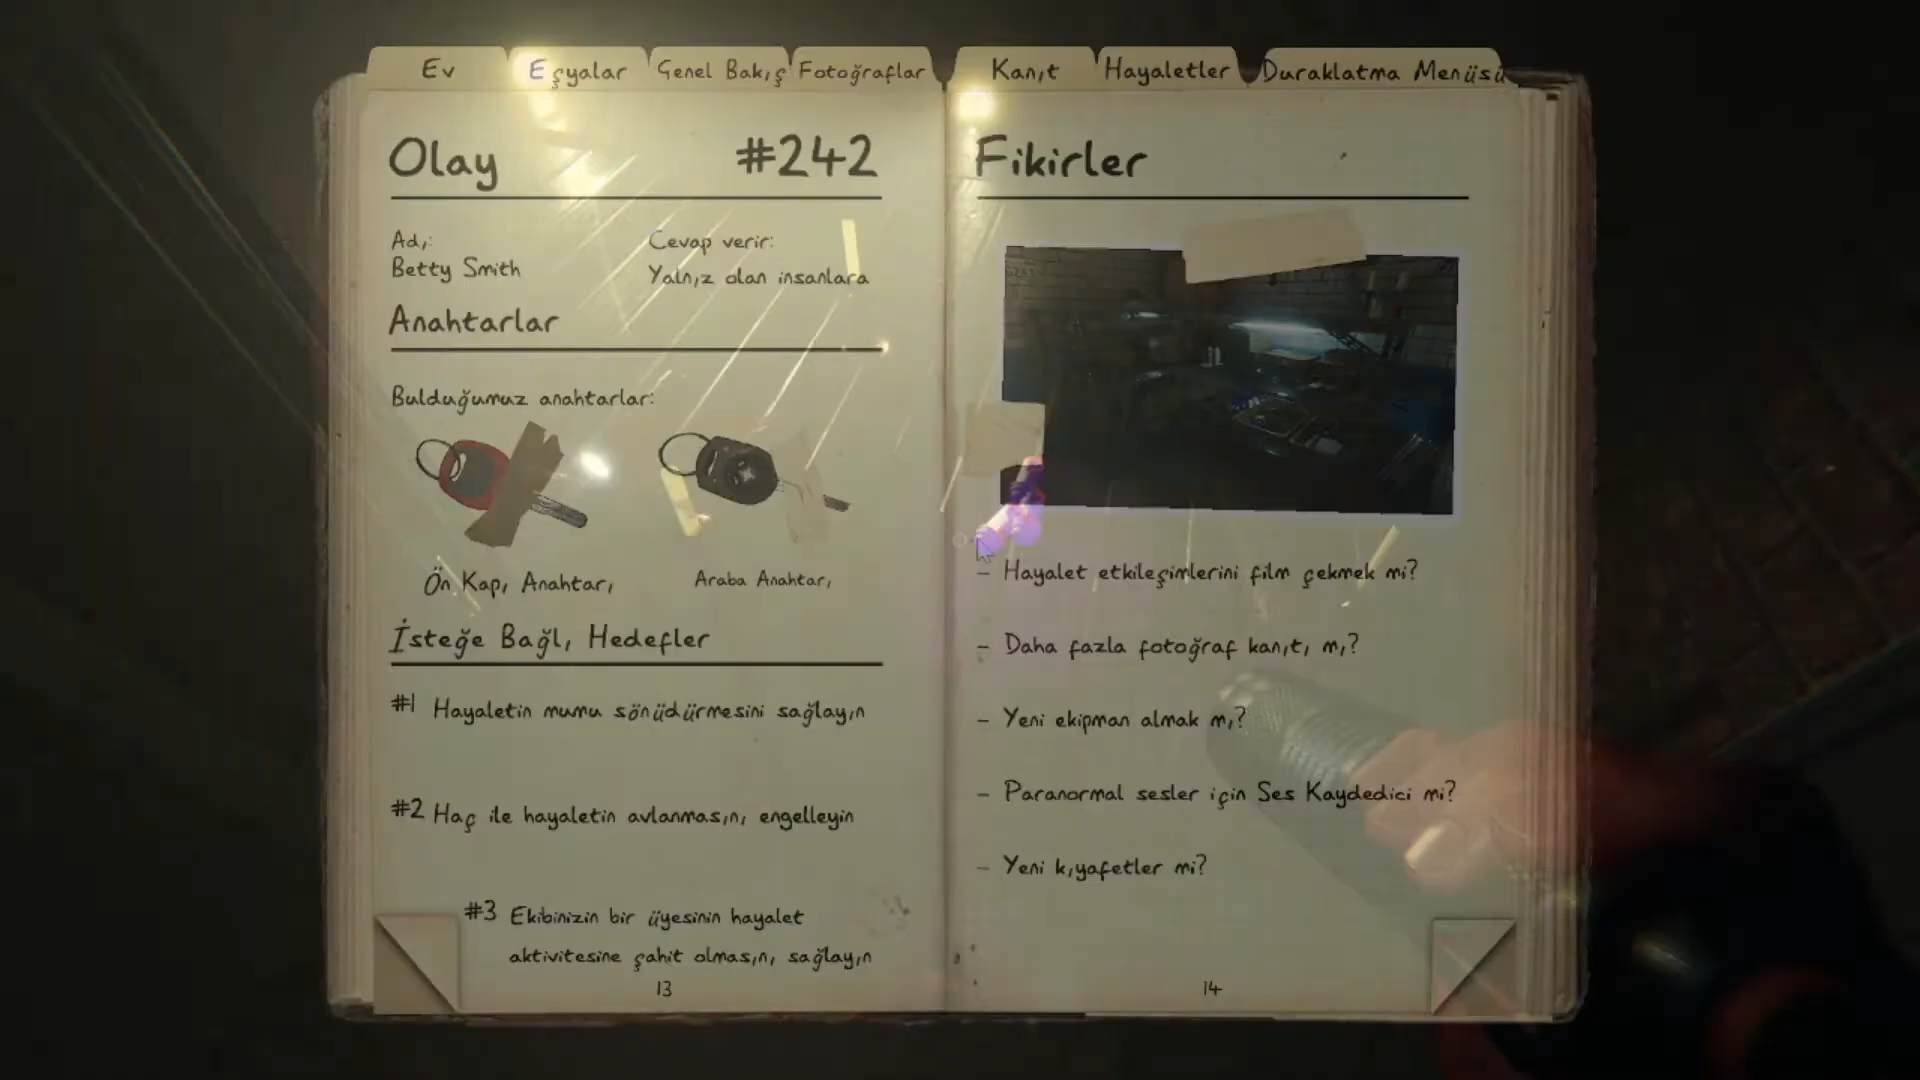 Ev
Eşyalar
Genel Bakış
Fotoğraflar
Kanıt
Hayaletler
Duraklatma Menüsü
Olay #242
Adı:
Betty Smith
Cevap verir:
Yalnız olan insanlara
Anahtarlar
Bulduğumuz anahtarlar:
Ön Kapı Anahtarı
Araba Anahtarı
İsteğe Bağlı Hedefler
#1 Hayaletin mumu sönüdürmesini sağlayın
#2 Haç ile hayaletin avlanmasını engelleyin
#3 Ekibinizin bir üyesinin hayalet
aktivitesine şahit olmasını sağlayın
13
Fikirler
- Hayalet etkileşimlerini film çekmek mi?
- Daha fazla fotoğraf kanıtı mı?
- Yeni ekipman almak mı?
- Paranormal sesler için Ses Kaydedici mi?
- Yeni kıyafetler mi?
14